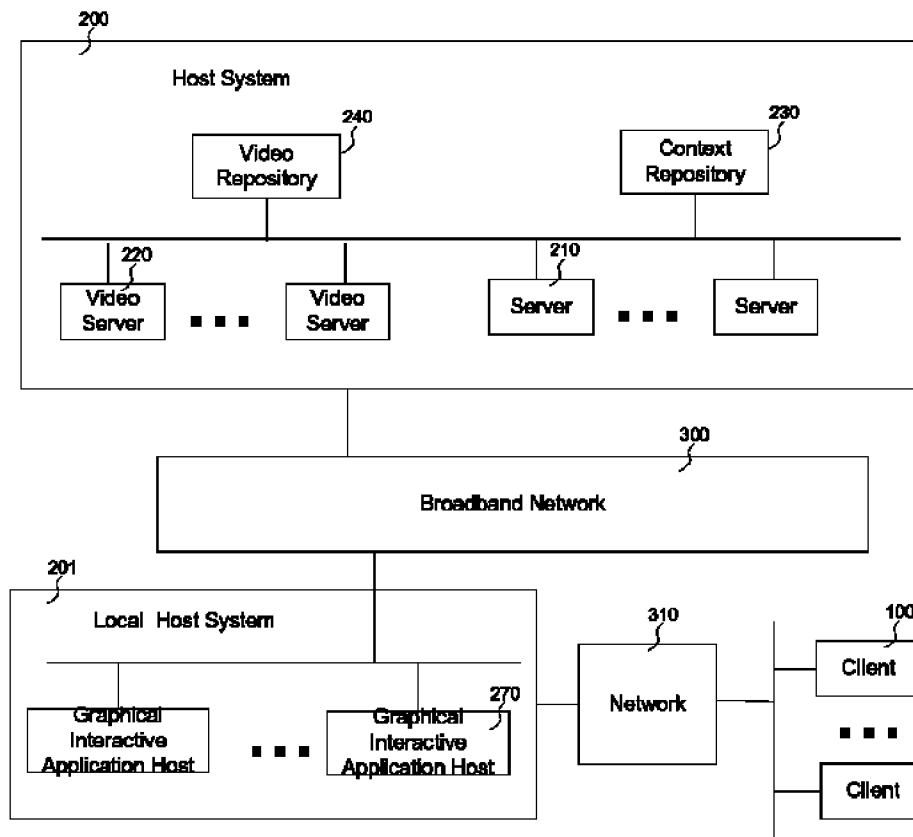 200
Host System
240
230
Video
Repository
Context
Repository
220
210
Video
Server
Video
Server
Server
Server
300
Broadband Network
201
Local Host System
310
100
Client
Network
270
Graphical
Interactive
Application Host
Graphical
Interactive
Application Host
Client